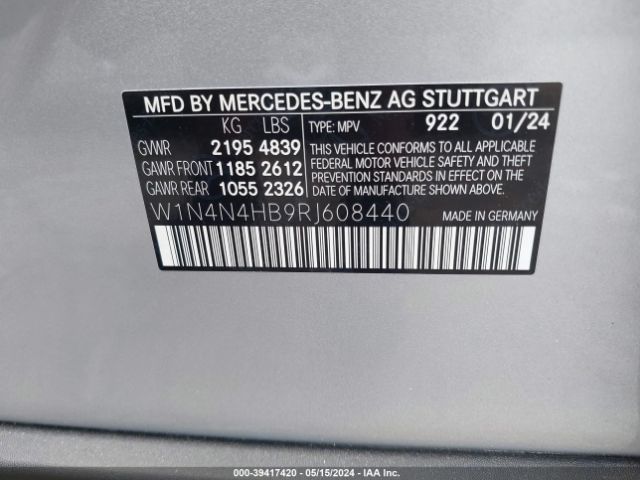 MFD BY MERCEDES-BENZ AG STUTTGART
KG LBS TYPE: MPV 922 01/24
GVWR 2195 4839
GAWR FRONT 1185 2612
GAWR REAR 1055 2326
THIS VEHICLE CONFORMS TO ALL APPLICABLE
FEDERAL MOTOR VEHICLE SAFETY AND THEFT
PREVENTION STANDARDS IN EFFECT ON THE
DATE OF MANUFACTURE SHOWN ABOVE.
W1N4N4HB9RJ608440 MADE IN GERMANY
000-39417420 - 05/15/2024 - IAA Inc.